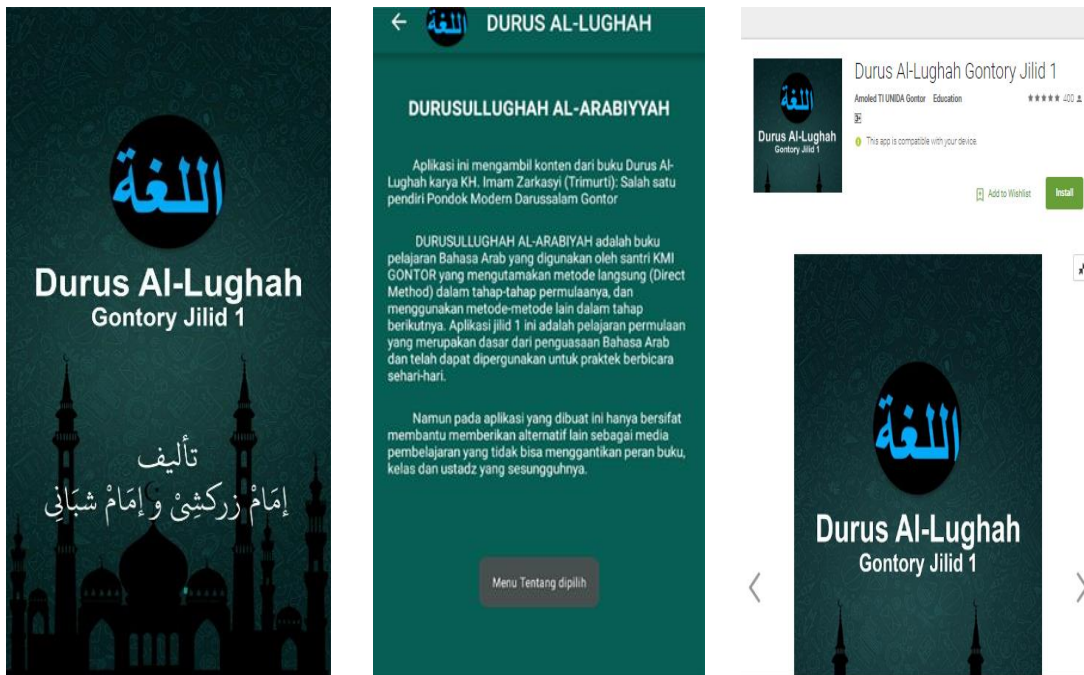 اللغة
Durus Al-Lughah
Gontory Jilid 1
تأليف
إمَامْ زركشِىْ و إمَامْ شبَانِي
اللغة
DURUS AL-LUGHAH
DURUSULLUGHAH AL-ARABIYYAH
Aplikasi ini mengambil konten dari buku Durus Al-
Lughah karya KH. Imam Zarkasyi (Trimurti): Salah satu
pendiri Pondok Modern Darussalam Gontor
DURUSULLUGHAH AL-ARABIYAH adalah buku
pelajaran Bahasa Arab yang digunakan oleh santri KMI
GONTOR yang mengutamakan metode langsung (Direct
Method) dalam tahap-tahap permulaanya, dan
menggunakan metode-metode lain dalam tahap
berikutnya. Aplikasi jilid 1 ini adalah pelajaran permulaan
yang merupakan dasar dari penguasaan Bahasa Arab
dan telah dapat dipergunakan untuk praktek berbicara
sehari-hari.
Namun pada aplikasi yang dibuat ini hanya bersifat
membantu memberikan alternatif lain sebagai media
pembelajaran yang tidak bisa menggantikan peran buku,
kelas dan ustadz yang sesungguhnya.
Menu Tentang dipilih
اللغة
Durus Al-Lughah
Gontory Jilid 1
Durus Al-Lughah Gontory Jilid 1
Amoled TI UNIDA Gontor Education 400
3+
This app is compatible with your device.
Add to Wishlist Install
اللغة
Durus Al-Lughah
Gontory Jilid 1